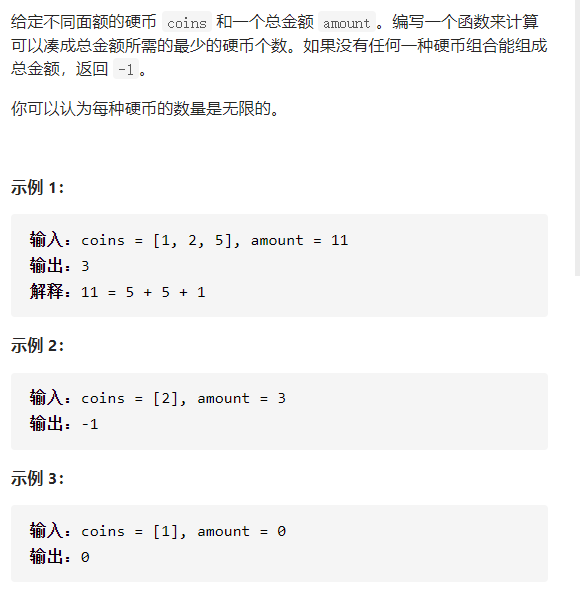 给定不同面额的硬币 coins 和一个总金额 amount 。编写一个函数来计算
可以凑成总金额所需的最少的硬币个数。如果没有任何一种硬币组合能组成
总金额，返回 -1 。
你可以认为每种硬币的数量是无限的。
示例 1：
输入：coins = [1, 2, 5], amount = 11
输出：3
解释：11 = 5 + 5 + 1
示例 2：
输入：coins = [2], amount = 3
输出：-1
示例 3：
输入：coins = [1], amount = 0
输出：0